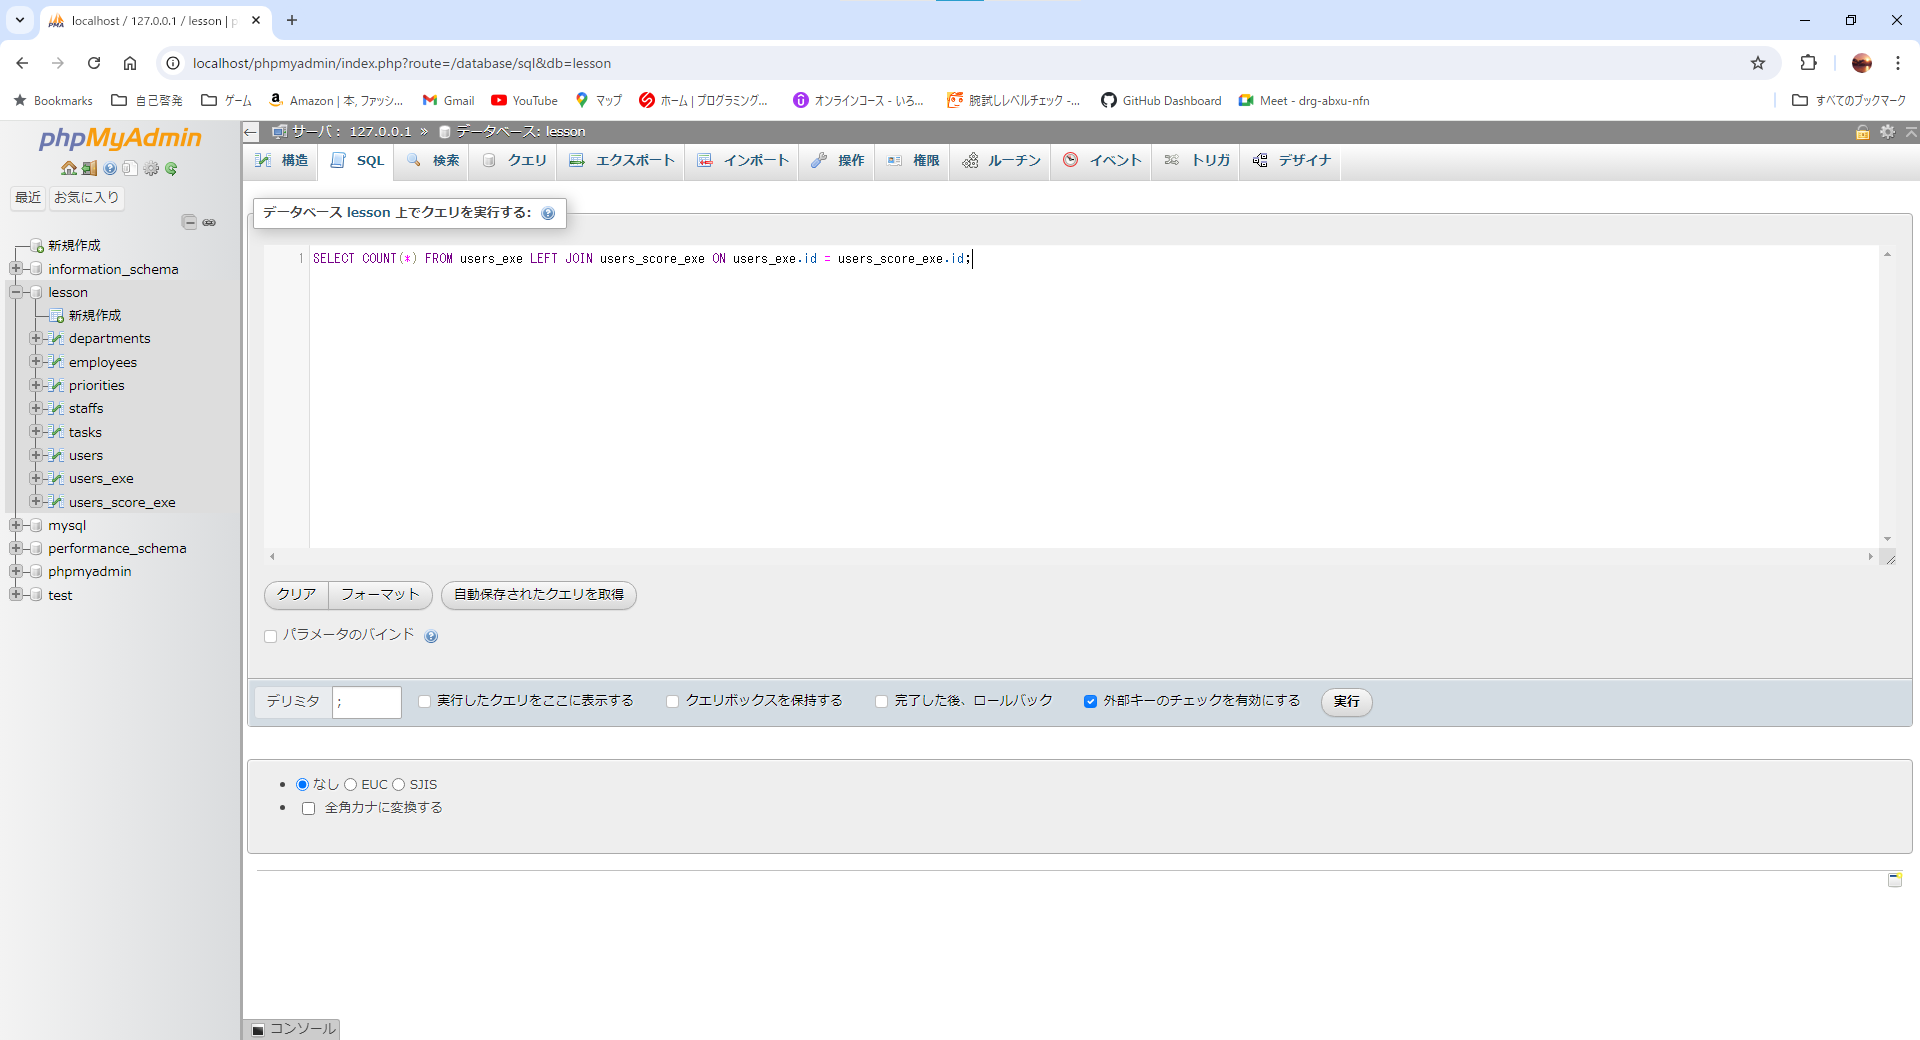 localhost / 127.0.0.1 / lesson | p
localhost/phpmyadmin/index.php?route=/database/sql&db=lesson
Bookmarks 自己啓発 ゲーム Amazon | 本, ファッシ... Gmail YouTube マップ ホーム | プログラミング... オンラインコース - いろ... 腕試しレベルチェック -... GitHub Dashboard Meet - drg-abxu-nfn すべてのブックマーク
phpMyAdmin
最近 お気に入り
新規作成
information_schema
lesson
新規作成
departments
employees
priorities
staffs
tasks
users
users_exe
users_score_exe
mysql
performance_schema
phpmyadmin
test
サーバ: 127.0.0.1 » データベース: lesson
構造 SQL 検索 クエリ エクスポート インポート 操作 権限 ルーチン イベント トリガ デザイナ
データベース lesson 上でクエリを実行する:
1 SELECT COUNT(*) FROM users_exe LEFT JOIN users_score_exe ON users_exe.id = users_score_exe.id;
クリア フォーマット 自動保存されたクエリを取得
パラメータのバインド
デリミタ ; 実行したクエリをここに表示する クエリボックスを保持する 完了した後、ロールバック 外部キーのチェックを有効にする 実行
なし EUC SJIS
全角カナに変換する
コンソール